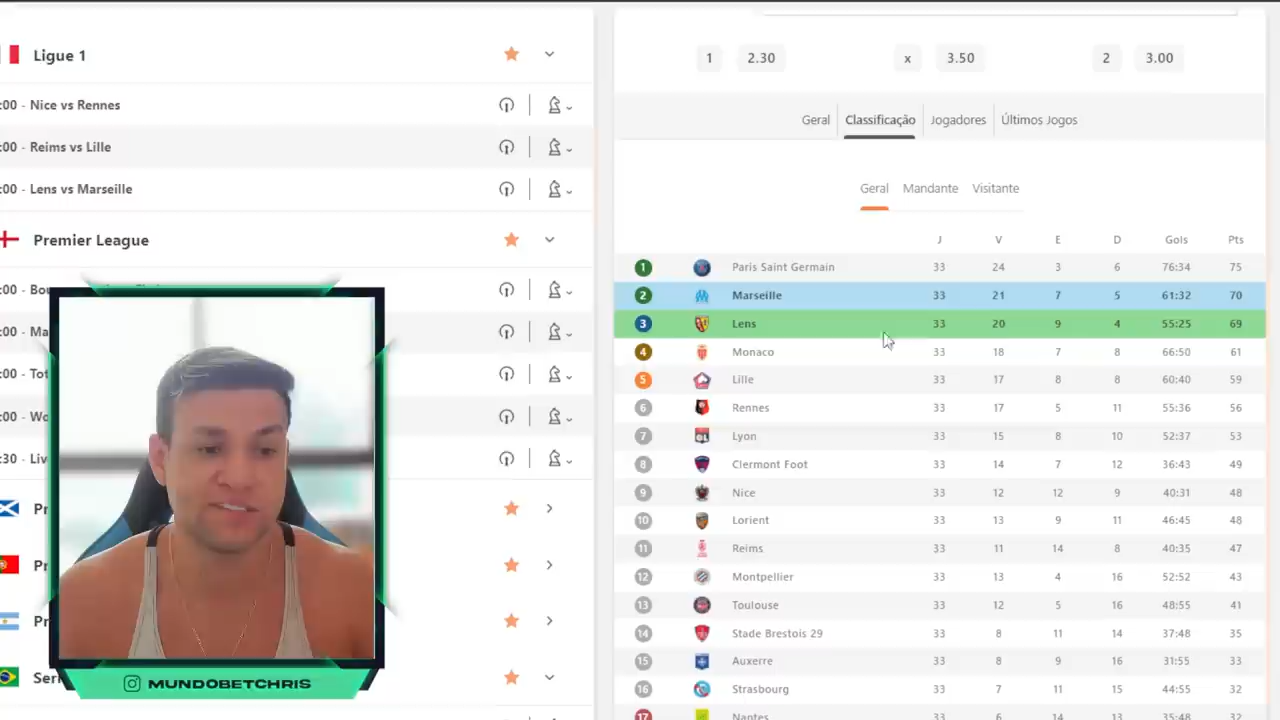 Ligue 1
:00 - Nice vs Rennes
:00 - Reims vs Lille
:00 - Lens vs Marseille
Premier League
:00 - Bou
:00 - Ma
:00 - Tot
:00 - Wo
:30 - Liv
Pr
Pr
Pr
Seri
MUNDOBETCHRIS
1 2.30 x 3.50 2 3.00
Geral Classificação Jogadores Últimos Jogos
Geral Mandante Visitante
J V E D Gols Pts
1 Paris Saint Germain 33 24 3 6 76:34 75
2 Marseille 33 21 7 5 61:32 70
3 Lens 33 20 9 4 55:25 69
4 Monaco 33 18 7 8 66:50 61
5 Lille 33 17 8 8 60:40 59
6 Rennes 33 17 5 11 55:36 56
7 Lyon 33 15 8 10 52:37 53
8 Clermont Foot 33 14 7 12 36:43 49
9 Nice 33 12 12 9 40:31 48
10 Lorient 33 13 9 11 46:45 48
11 Reims 33 11 14 8 40:35 47
12 Montpellier 33 13 4 16 52:52 43
13 Toulouse 33 12 5 16 48:55 41
14 Stade Brestois 29 33 8 11 14 37:48 35
15 Auxerre 33 8 9 16 31:55 33
16 Strasbourg 33 7 11 15 44:55 32
17 Nantes 33 6 14 13 35:48 32